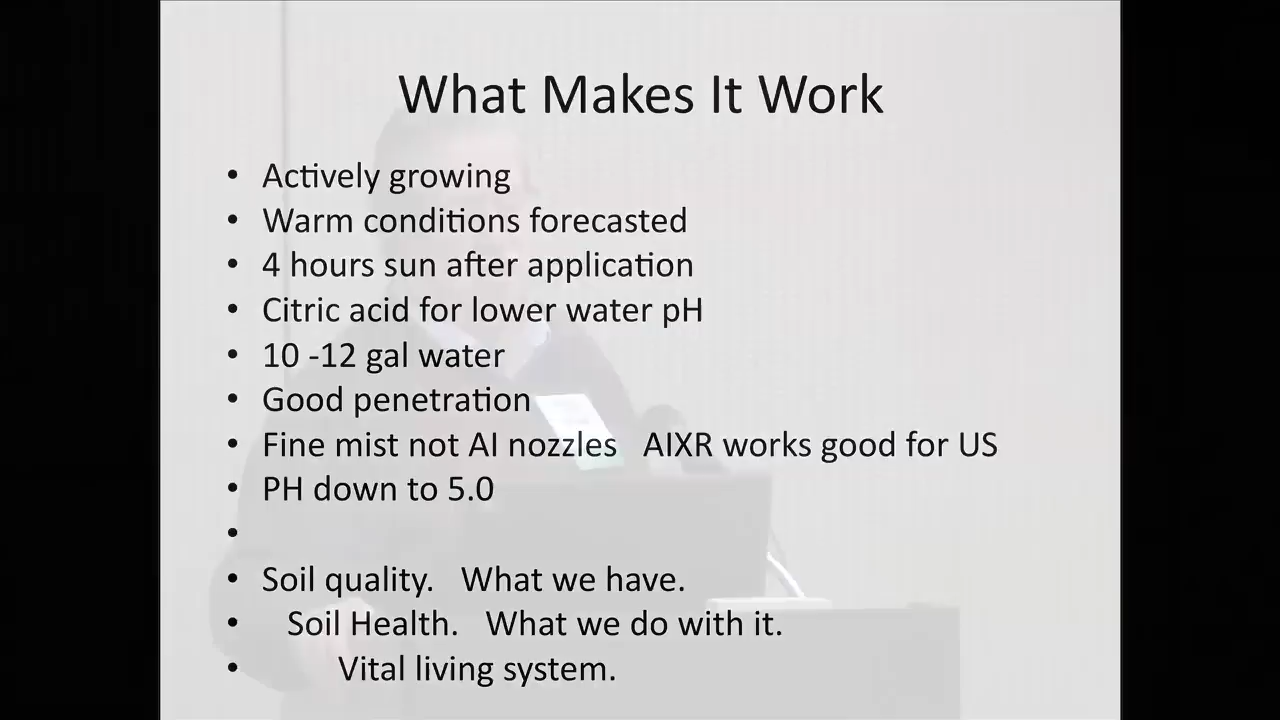 What Makes It Work
• Actively growing
• Warm conditions forecasted
• 4 hours sun after application
• Citric acid for lower water pH
• 10 -12 gal water
• Good penetration
• Fine mist not AI nozzles   AIXR works good for US
• PH down to 5.0
•
• Soil quality.   What we have.
• Soil Health.   What we do with it.
• Vital living system.